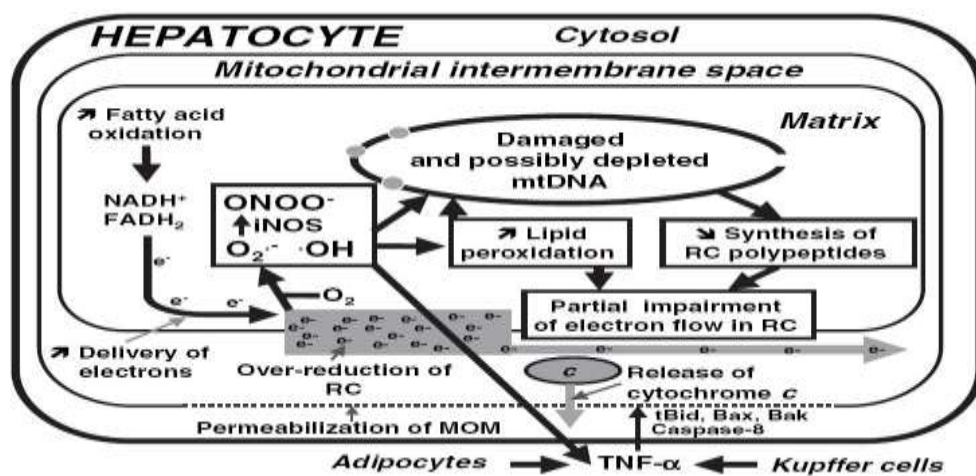 HEPATOCYTE Cytosol
Mitochondrial intermembrane space
↗ Fatty acid
oxidation
Matrix
Damaged
and possibly depleted
mtDNA
NADH⁺
FADH₂
ONOO⁻
iNOS
O₂·⁻ ·OH
↗ Lipid
peroxidation
↘ Synthesis of
RC polypeptides
e⁻
e⁻ e⁻
O₂
Partial Impairment
of electron flow in RC
e– e– e– e– e–
e– e– e– e–
e– e– e– e– e–
e– e– e– e–
e– e– e– e– e–
↗ Delivery of
electrons
Over-reduction of
RC
c
Release of
cytochrome c
Permeabilization of MOM
tBid, Bax, Bak
Caspase-8
Adipocytes TNF-α Kupffer cells